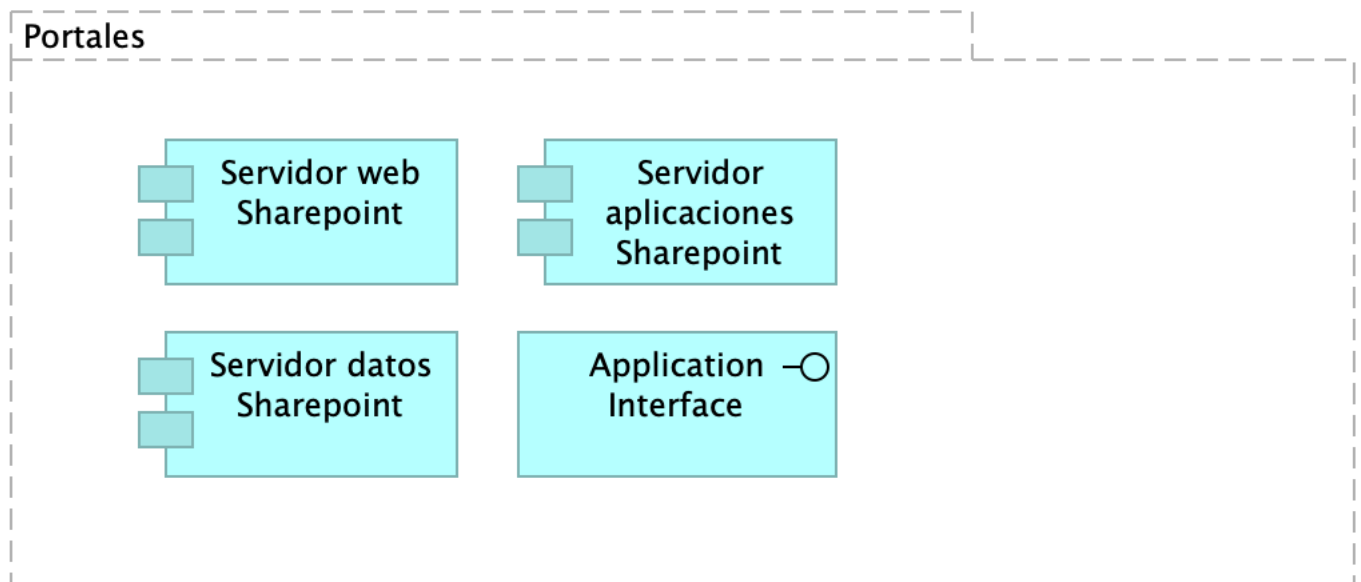 Portales
Servidor web
Sharepoint
Servidor
aplicaciones
Sharepoint
Servidor datos
Sharepoint
Application
Interface